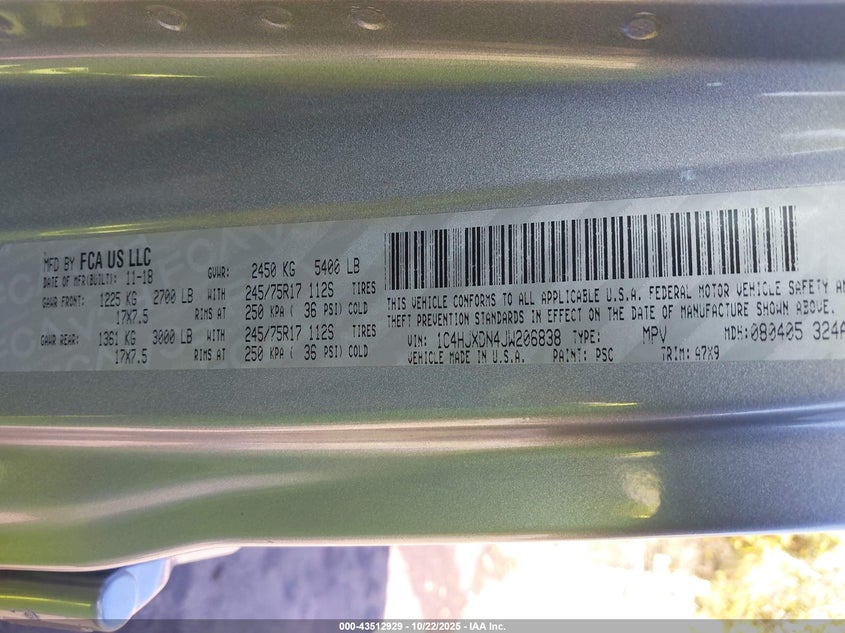 MFD BY FCA US LLC
DATE OF MFR(BUILT): 11-18
GVWR: 2450 KG 5400 LB
GAWR FRONT: 1225 KG 2700 LB WITH 245/75R17 112S TIRES
17X7.5 RIMS AT 250 KPA ( 36 PSI) COLD
GAWR REAR: 1361 KG 3000 LB WITH 245/75R17 112S TIRES
17X7.5 RIMS AT 250 KPA ( 36 PSI) COLD
THIS VEHICLE CONFORMS TO ALL APPLICABLE U.S.A. FEDERAL MOTOR VEHICLE SAFETY AND
THEFT PREVENTION STANDARDS IN EFFECT ON THE DATE OF MANUFACTURE SHOWN ABOVE.
VIN: 1C4HJXDN4JW206838 TYPE: MPV MDH:080405 324A
VEHICLE MADE IN U.S.A. PAINT: PSC TRIM: 47X9
000-43512929 - 10/22/2025 - IAA Inc.